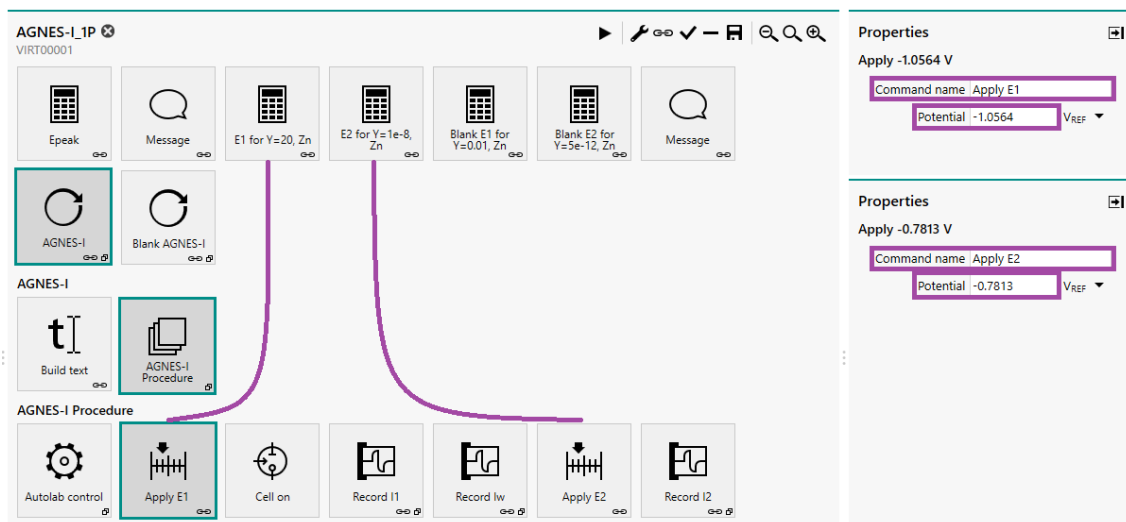 AGNES-I_1P
VIRT00001
Epeak
Message
E1 for Y=20, Zn
E2 for Y=1e-8,
Zn
Blank E1 for
Y=0.01, Zn
Blank E2 for
Y=5e-12, Zn
Message
AGNES-I
Blank AGNES-I
AGNES-I
t
Build text
AGNES-I
Procedure
AGNES-I Procedure
Autolab control
Apply E1
Cell on
Record I1
Record Iw
Apply E2
Record I2
Properties
Apply -1.0564 V
Command name Apply E1
Potential -1.0564 VREF
Properties
Apply -0.7813 V
Command name Apply E2
Potential -0.7813 VREF